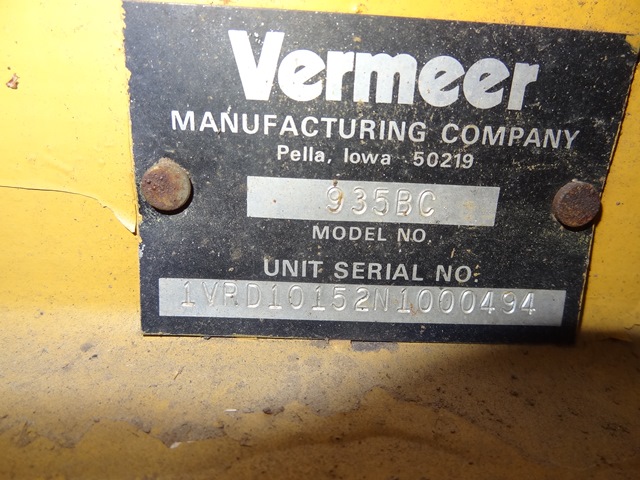 Vermeer
MANUFACTURING COMPANY
Pella, Iowa 50219
935BC
MODEL NO.
UNIT SERIAL NO.
1VRD10152N1000494